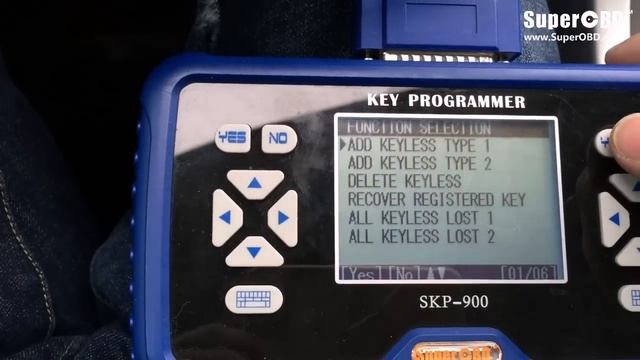 SuperOBD
www.SuperOBD
KEY PROGRAMMER
YES NO
FUNCTION SELECTION
ADD KEYLESS TYPE 1
ADD KEYLESS TYPE 2
DELETE KEYLESS
RECOVER REGISTERED KEY
ALL KEYLESS LOST 1
ALL KEYLESS LOST 2
[Yes][No] [01/06]
SKP-900
SuperOBD